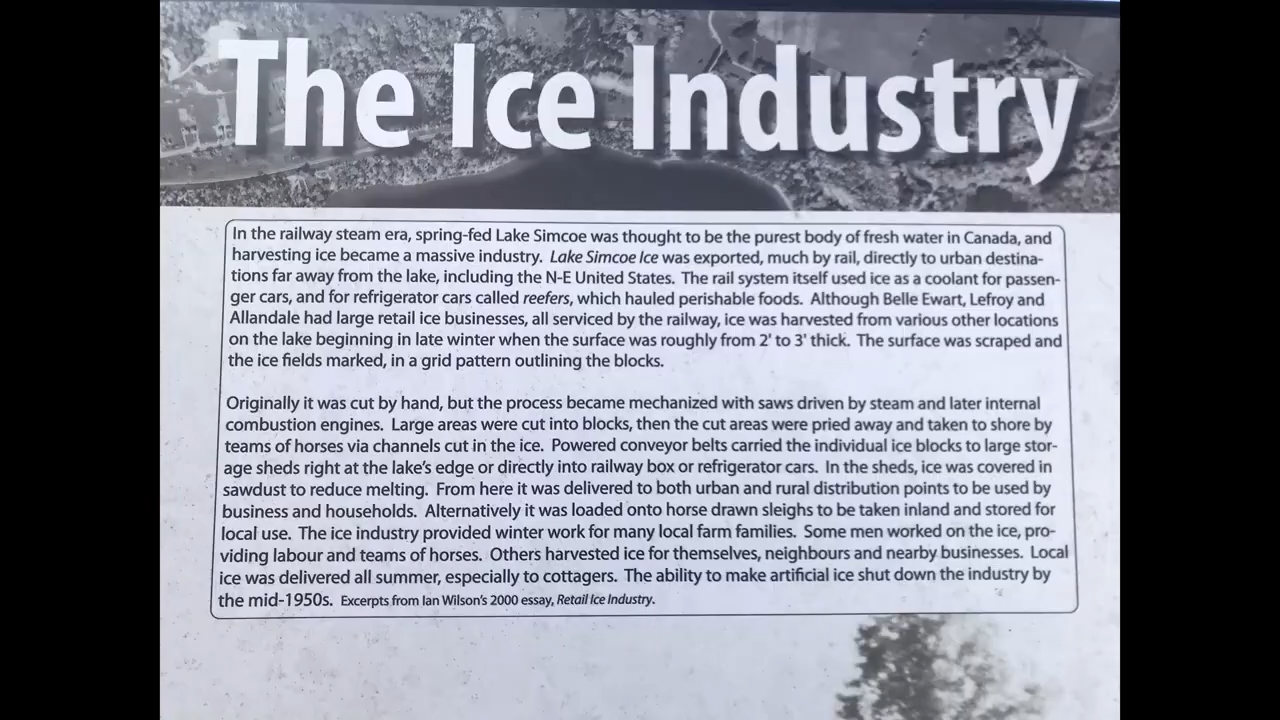 The Ice Industry
In the railway steam era, spring-fed Lake Simcoe was thought to be the purest body of fresh water in Canada, and
harvesting ice became a massive industry. Lake Simcoe Ice was exported, much by rail, directly to urban destina-
tions far away from the lake, including the N-E United States. The rail system itself used ice as a coolant for passen-
ger cars, and for refrigerator cars called reefers, which hauled perishable foods. Although Belle Ewart, Lefroy and
Allandale had large retail ice businesses, all serviced by the railway, ice was harvested from various other locations
on the lake beginning in late winter when the surface was roughly from 2' to 3' thick. The surface was scraped and
the ice fields marked, in a grid pattern outlining the blocks.
Originally it was cut by hand, but the process became mechanized with saws driven by steam and later internal
combustion engines. Large areas were cut into blocks, then the cut areas were pried away and taken to shore by
teams of horses via channels cut in the ice. Powered conveyor belts carried the individual ice blocks to large stor-
age sheds right at the lake's edge or directly into railway box or refrigerator cars. In the sheds, ice was covered in
sawdust to reduce melting. From here it was delivered to both urban and rural distribution points to be used by
business and households. Alternatively it was loaded onto horse drawn sleighs to be taken inland and stored for
local use. The ice industry provided winter work for many local farm families. Some men worked on the ice, pro-
viding labour and teams of horses. Others harvested ice for themselves, neighbours and nearby businesses. Local
ice was delivered all summer, especially to cottagers. The ability to make artificial ice shut down the industry by
the mid-1950s. Excerpts from Ian Wilson's 2000 essay, Retail Ice Industry.